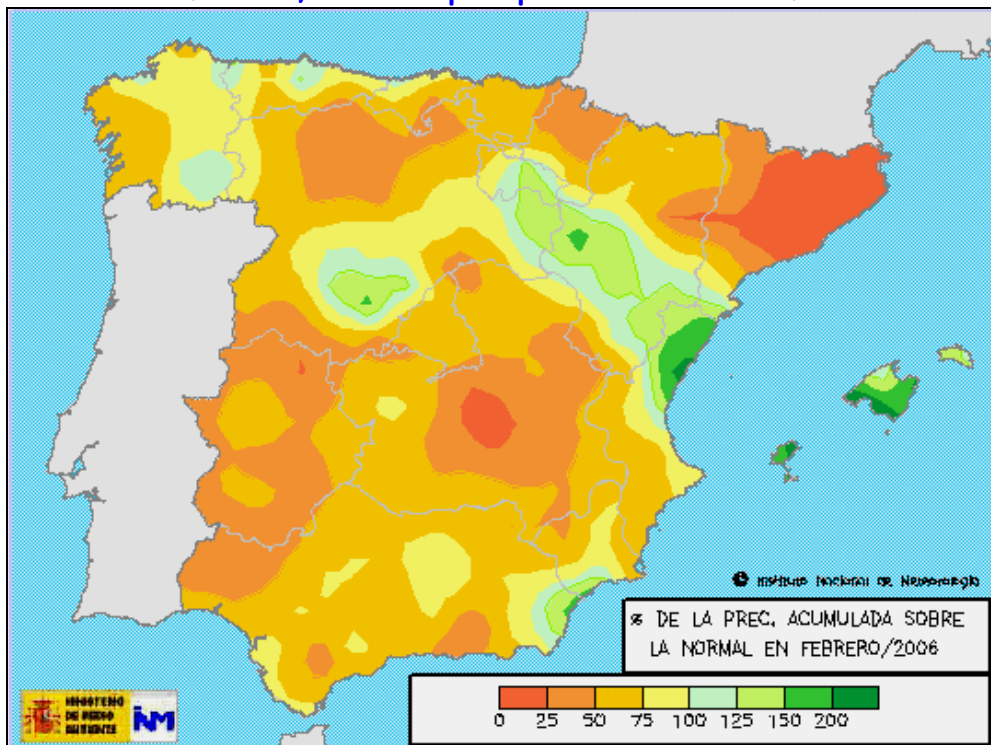 © Instituto Nacional de Meteorología
% DE LA PREC. ACUMULADA SOBRE
LA NORMAL EN FEBRERO/2006
0 25 50 75 100 125 150 200
MINISTERIO
DE MEDIO
AMBIENTE
INM